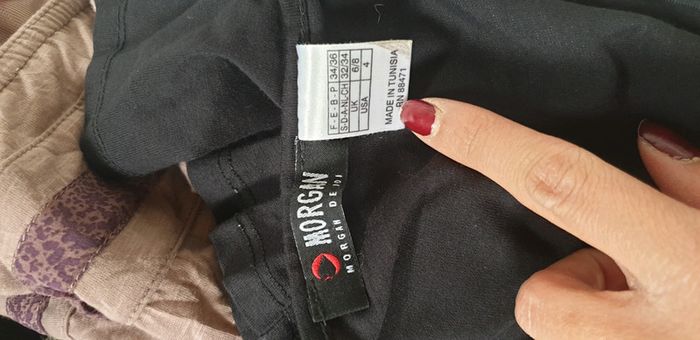 F - E - B - P 34/36
S-D-A-NL-CH 32/34
UK 6/8
USA 4
MADE IN TUNISIA
RN 88471
MORGAN
MORGAN DE TOI